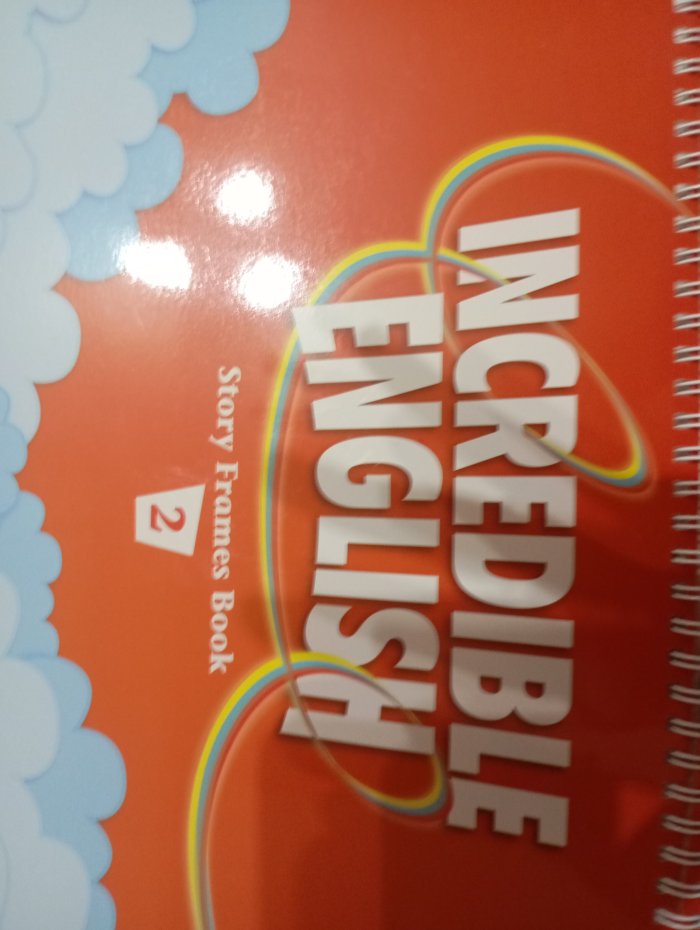 INCREDIBLE
ENGLISH
Story Frames Book
2